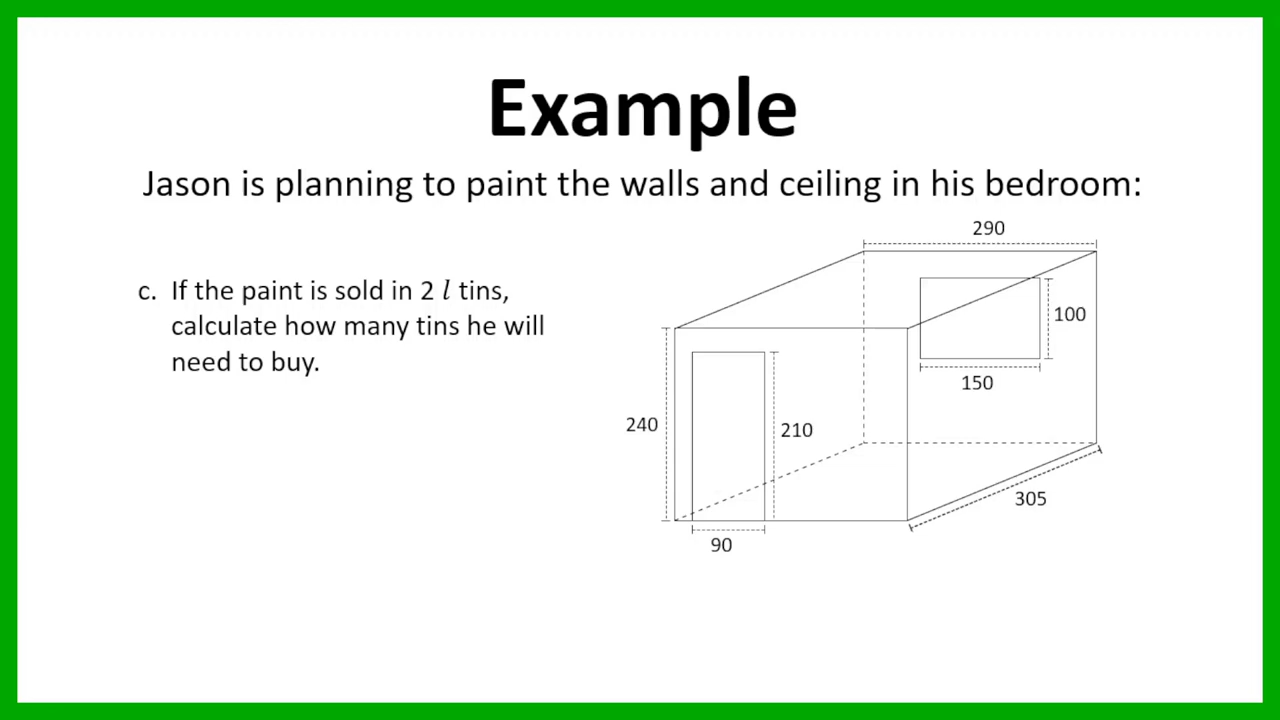 Example
Jason is planning to paint the walls and ceiling in his bedroom:
c. If the paint is sold in 2 l tins,
calculate how many tins he will
need to buy.
290
100
150
240
210
305
90